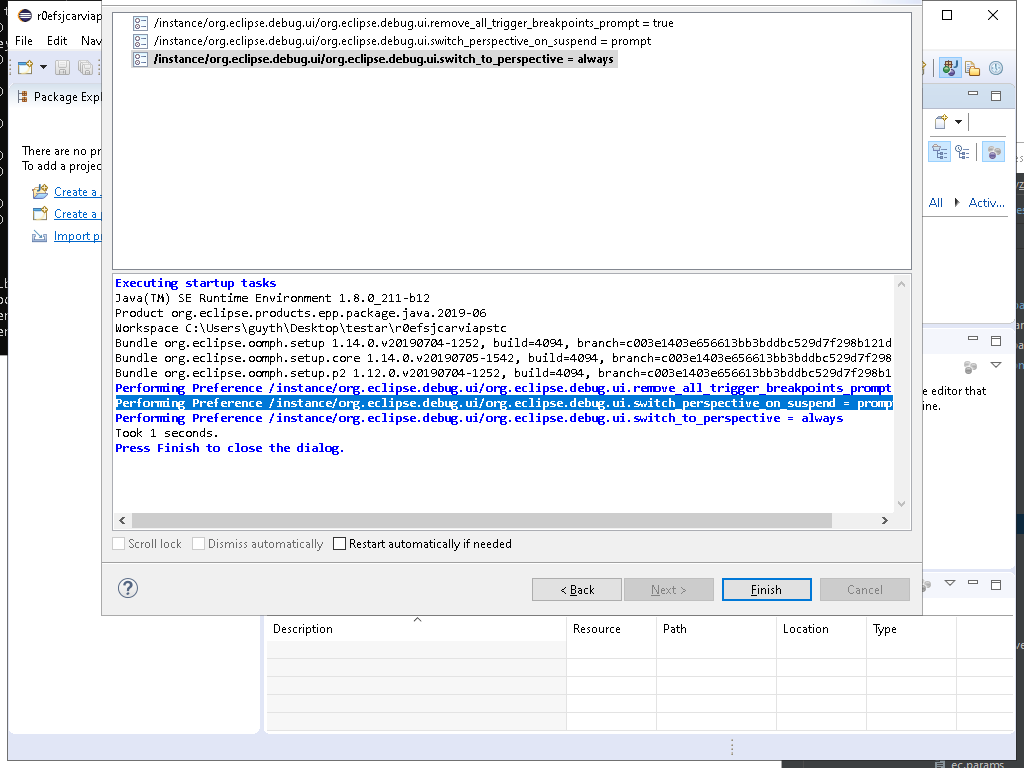 r0efsjcarviap
File Edit Nav
Package Expl
There are no pr
To add a projec
Create a
Create a
Import p
/instance/org.eclipse.debug.ui/org.eclipse.debug.ui.remove_all_trigger_breakpoints_prompt = true
/instance/org.eclipse.debug.ui/org.eclipse.debug.ui.switch_perspective_on_suspend = prompt
/instance/org.eclipse.debug.ui/org.eclipse.debug.ui.switch_to_perspective = always
Executing startup tasks
Java(TM) SE Runtime Environment 1.8.0_211-b12
Product org.eclipse.products.epp.package.java.2019-06
Workspace C:\Users\guyth\Desktop\testar\r0efsjcarviapstc
Bundle org.eclipse.oomph.setup 1.14.0.v20190704-1252, build=4094, branch=c003e1403e656613bb3bddbc529d7f298b121d
Bundle org.eclipse.oomph.setup.core 1.14.0.v20190705-1542, build=4094, branch=c003e1403e656613bb3bddbc529d7f298
Bundle org.eclipse.oomph.setup.p2 1.12.0.v20190704-1252, build=4094, branch=c003e1403e656613bb3bddbc529d7f298b1
Performing Preference /instance/org.eclipse.debug.ui/org.eclipse.debug.ui.remove_all_trigger_breakpoints_prompt
Performing Preference /instance/org.eclipse.debug.ui/org.eclipse.debug.ui.switch_perspective_on_suspend = promp
Performing Preference /instance/org.eclipse.debug.ui/org.eclipse.debug.ui.switch_to_perspective = always
Took 1 seconds.
Press Finish to close the dialog.
Scroll lock Dismiss automatically Restart automatically if needed
< Back Next > Finish Cancel
All Activ...
e editor that
ine.
Description Resource Path Location Type
ec.params